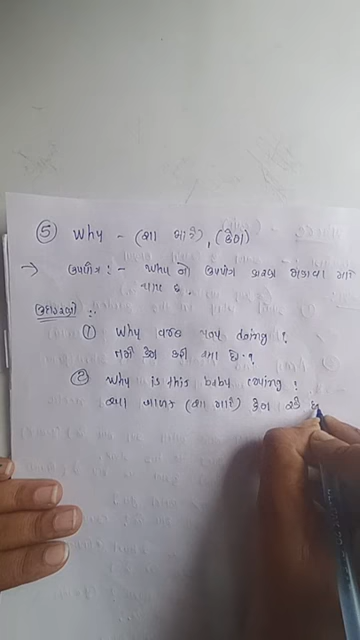 ⑤ Why - (શા માટે), (કેમ)
→ ઉપયોગ :- Why નો ઉપયોગ કારણ જાણવા માં
થાય છે.
ઉદાહરણો :
① Why are you doing ?
તમે કેમ કરી રહ્યા છો ?
② Why is this baby crying ?
આ બાળક (શા માટે) કેમ રડે છ